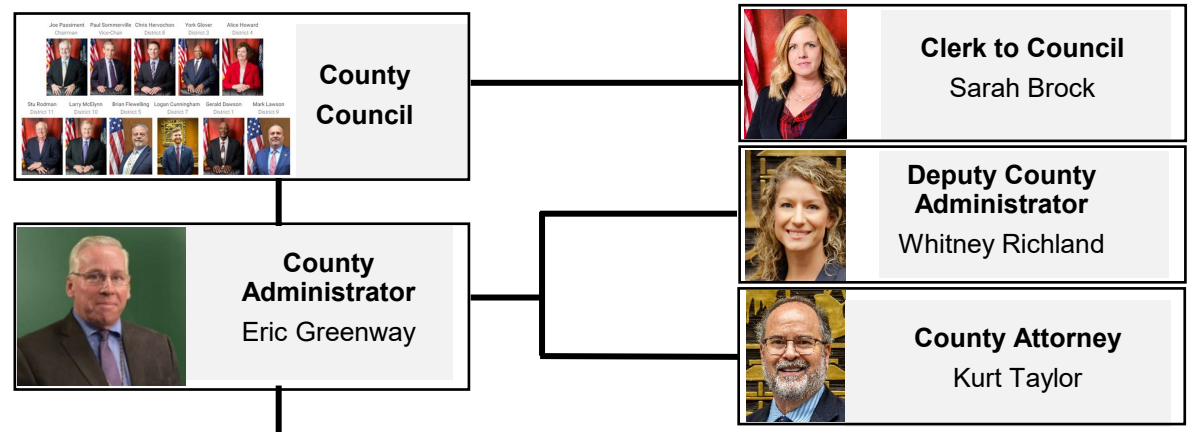 Joe Passiment Paul Sommerville Chris Hervochon York Glover Alice Howard
Chairman Vice-Chair District 8 District 3 District 4
Stu Rodman Larry McElynn Brian Flewelling Logan Cunningham Gerald Dawson Mark Lawson
District 11 District 10 District 5 District 7 District 1 District 9
County
Council
Clerk to Council
Sarah Brock
Deputy County
Administrator
Whitney Richland
County
Administrator
Eric Greenway
County Attorney
Kurt Taylor